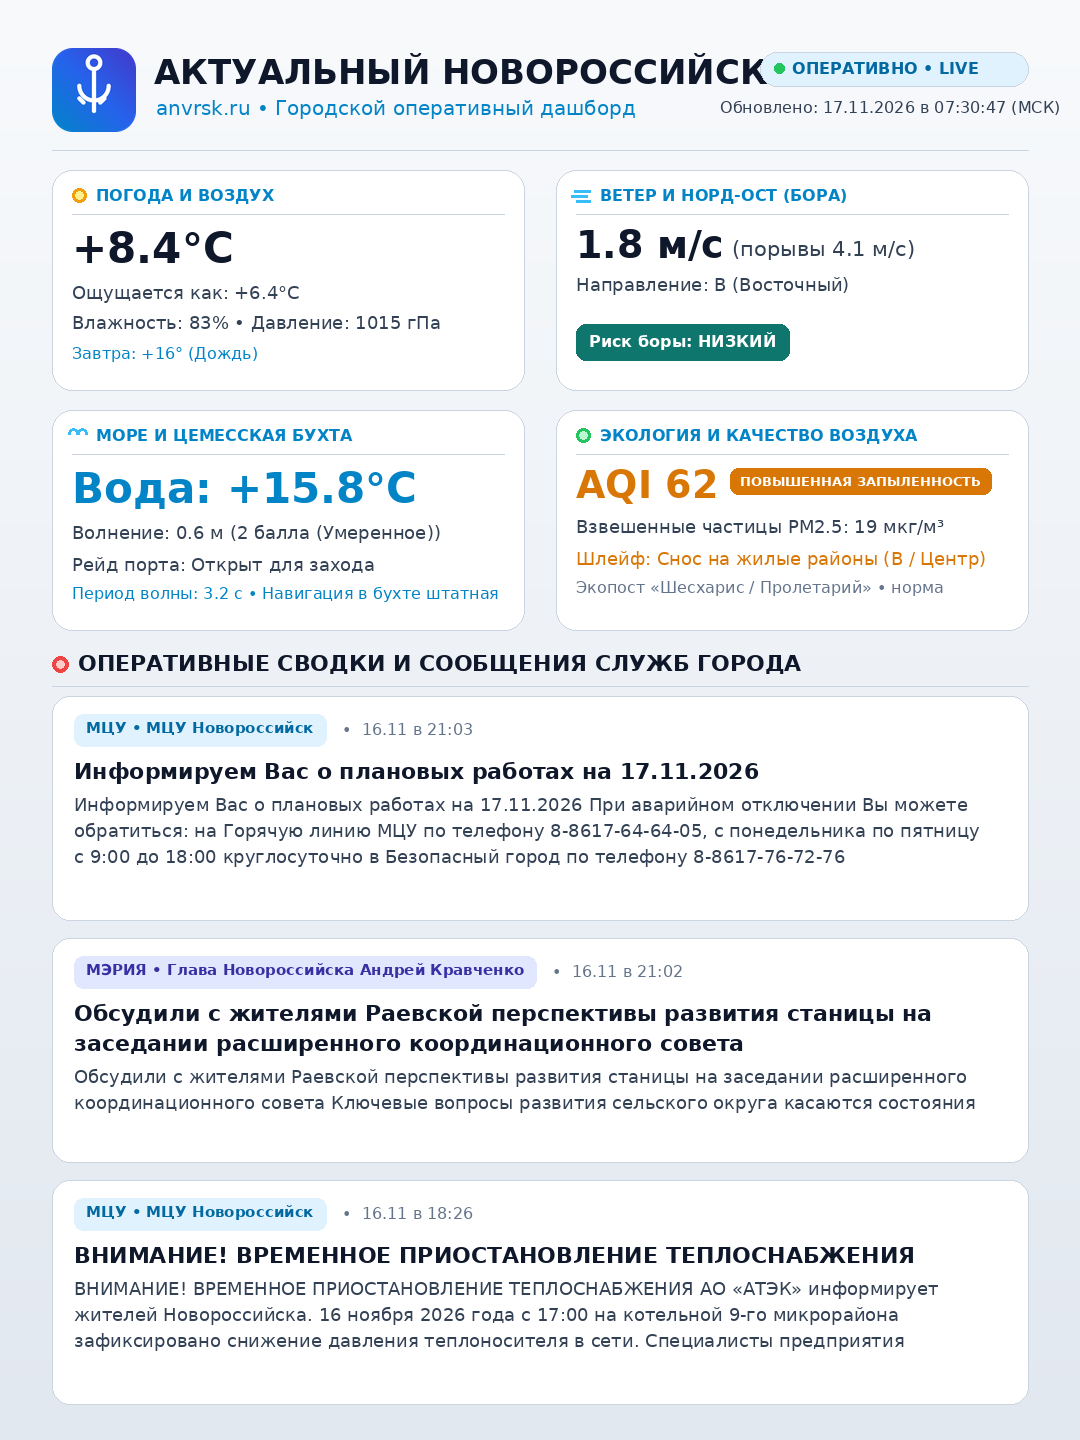 АКТУАЛЬНЫЙ НОВОРОССИЙСК
ОПЕРАТИВНО • LIVE
anvrsk.ru • Городской оперативный дашборд
Обновлено: 17.11.2026 в 07:30:47 (МСК)
ПОГОДА И ВОЗДУХ
+8.4°C
Ощущается как: +6.4°C
Влажность: 83% • Давление: 1015 гПа
Завтра: +16° (Дождь)
ВЕТЕР И НОРД-ОСТ (БОРА)
1.8 м/с (порывы 4.1 м/с)
Направление: В (Восточный)
Риск боры: НИЗКИЙ
МОРЕ И ЦЕМЕССКАЯ БУХТА
Вода: +15.8°C
Волнение: 0.6 м (2 балла (Умеренное))
Рейд порта: Открыт для захода
Период волны: 3.2 с • Навигация в бухте штатная
ЭКОЛОГИЯ И КАЧЕСТВО ВОЗДУХА
AQI 62 ПОВЫШЕННАЯ ЗАПЫЛЕННОСТЬ
Взвешенные частицы PM2.5: 19 мкг/м³
Шлейф: Снос на жилые районы (В / Центр)
Экопост «Шесхарис / Пролетарий» • норма
ОПЕРАТИВНЫЕ СВОДКИ И СООБЩЕНИЯ СЛУЖБ ГОРОДА
МЦУ • МЦУ Новороссийск • 16.11 в 21:03
Информируем Вас о плановых работах на 17.11.2026
Информируем Вас о плановых работах на 17.11.2026 При аварийном отключении Вы можете
обратиться: на Горячую линию МЦУ по телефону 8-8617-64-64-05, с понедельника по пятницу
с 9:00 до 18:00 круглосуточно в Безопасный город по телефону 8-8617-76-72-76
МЭРИЯ • Глава Новороссийска Андрей Кравченко • 16.11 в 21:02
Обсудили с жителями Раевской перспективы развития станицы на
заседании расширенного координационного совета
Обсудили с жителями Раевской перспективы развития станицы на заседании расширенного
координационного совета Ключевые вопросы развития сельского округа касаются состояния
МЦУ • МЦУ Новороссийск • 16.11 в 18:26
ВНИМАНИЕ! ВРЕМЕННОЕ ПРИОСТАНОВЛЕНИЕ ТЕПЛОСНАБЖЕНИЯ
ВНИМАНИЕ! ВРЕМЕННОЕ ПРИОСТАНОВЛЕНИЕ ТЕПЛОСНАБЖЕНИЯ АО «АТЭК» информирует
жителей Новороссийска. 16 ноября 2026 года с 17:00 на котельной 9-го микрорайона
зафиксировано снижение давления теплоносителя в сети. Специалисты предприятия